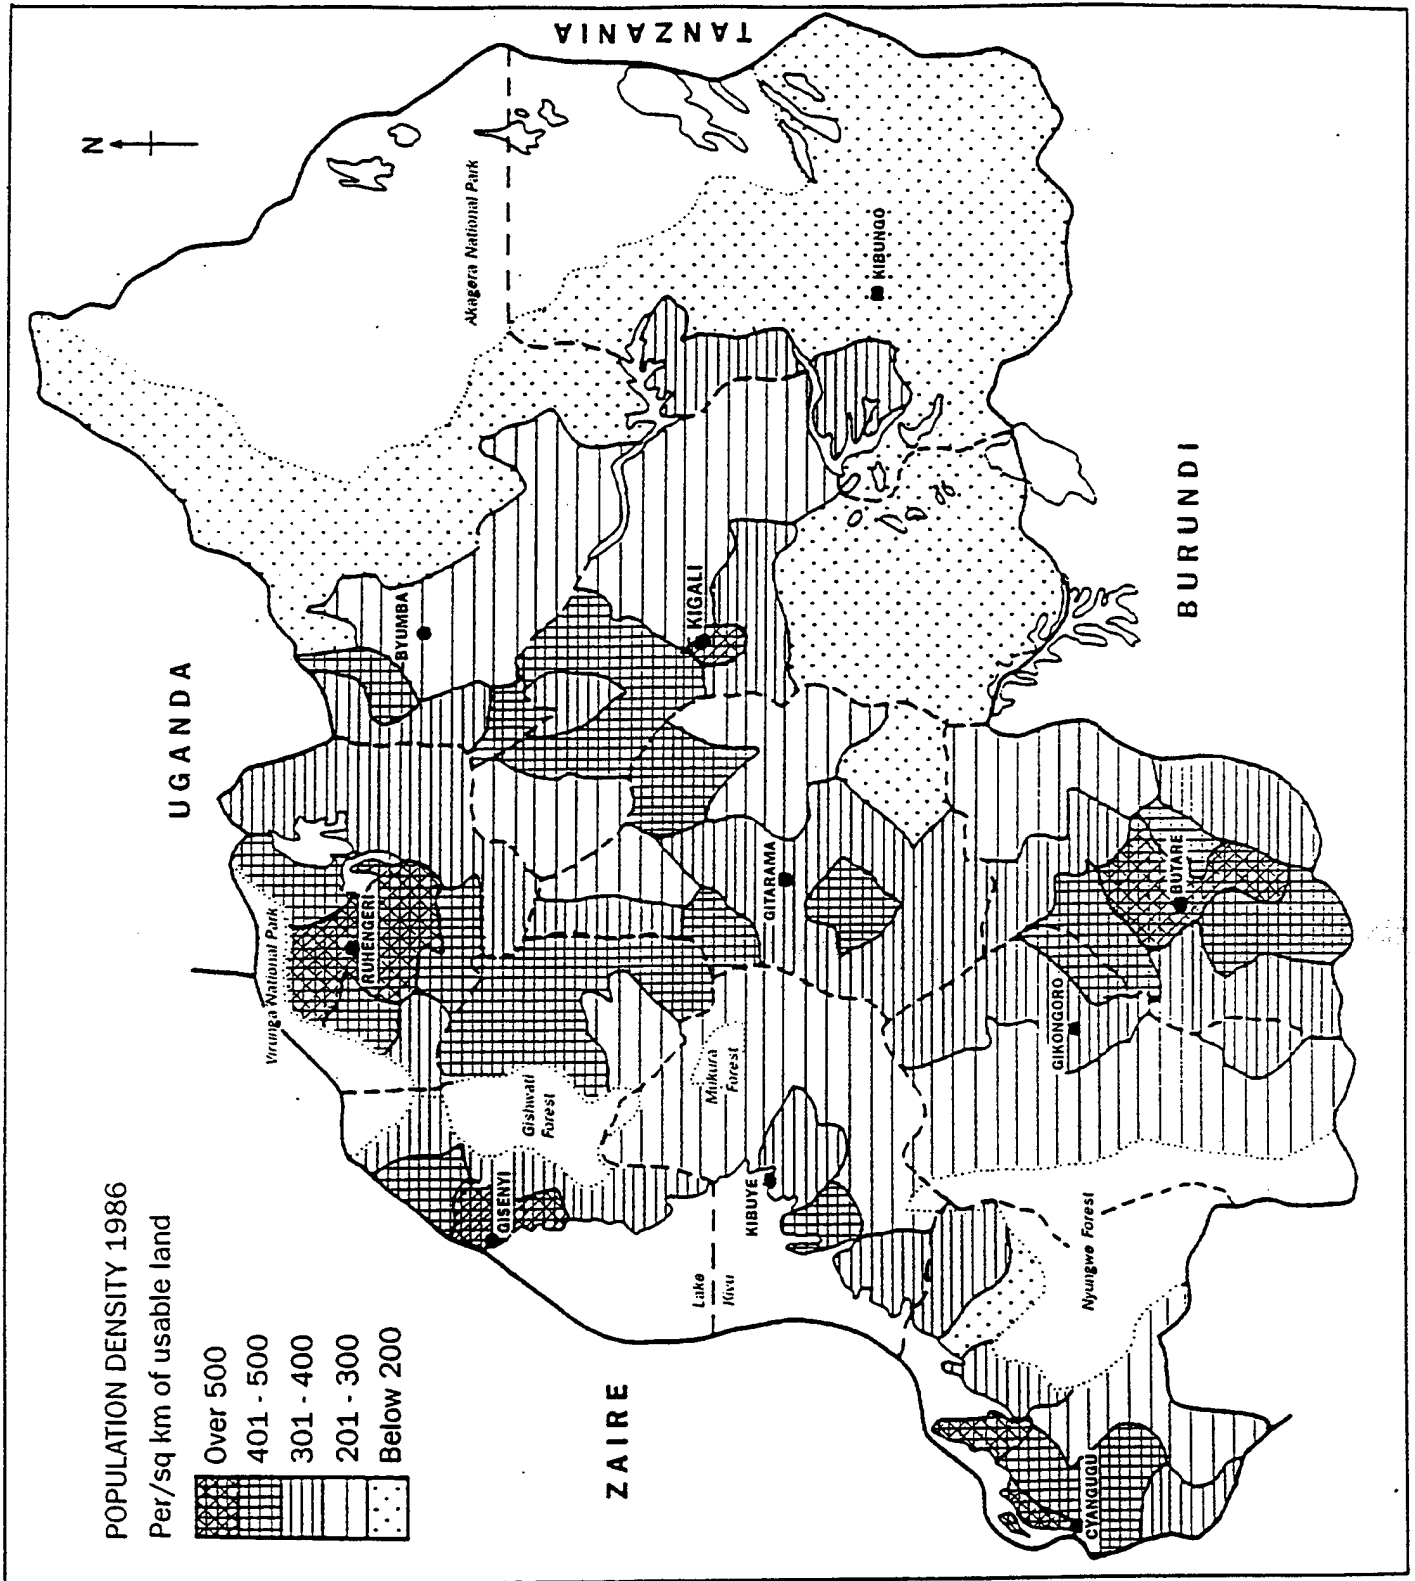 POPULATION DENSITY 1986
Per/sq km of usable land
Over 500
401 - 500
301 - 400
201 - 300
Below 200
N
UGANDA
TANZANIA
ZAIRE
BURUNDI
Virunga National Park
RUHENGERI
BYUMBA
Akagera National Park
GISENYI
Gishwati
Forest
Mukura
Forest
Lake
Kivu
KIBUYE
KIGALI
GITARAMA
KIBUNGO
GIKONGORO
BUTARE
Nyungwe Forest
CYANGUGU